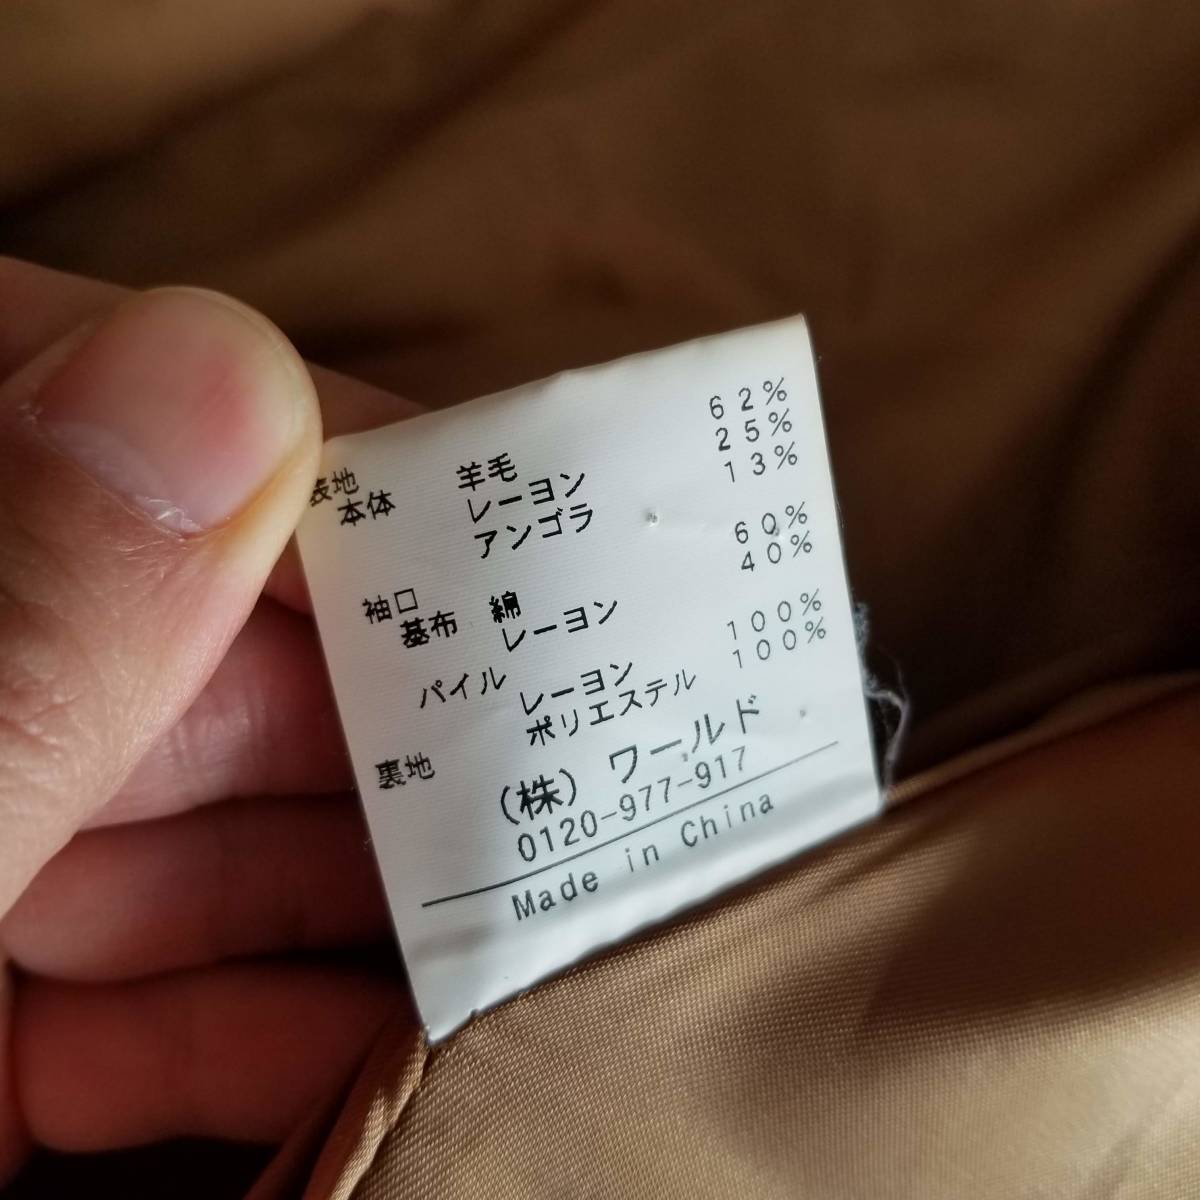 表地
本体 羊毛 62%
レーヨン 25%
アンゴラ 13%
袖口
基布 綿 60%
レーヨン 40%
パイル レーヨン 100%
裏地 ポリエステル 100%
(株) ワールド
0120-977-917
Made in China